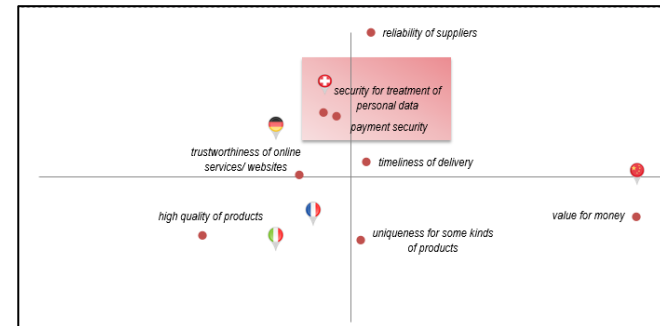 reliability of suppliers
security for treatment of
personal data
payment security
trustworthiness of online
services/ websites
timeliness of delivery
high quality of products
value for money
uniqueness for some kinds
of products